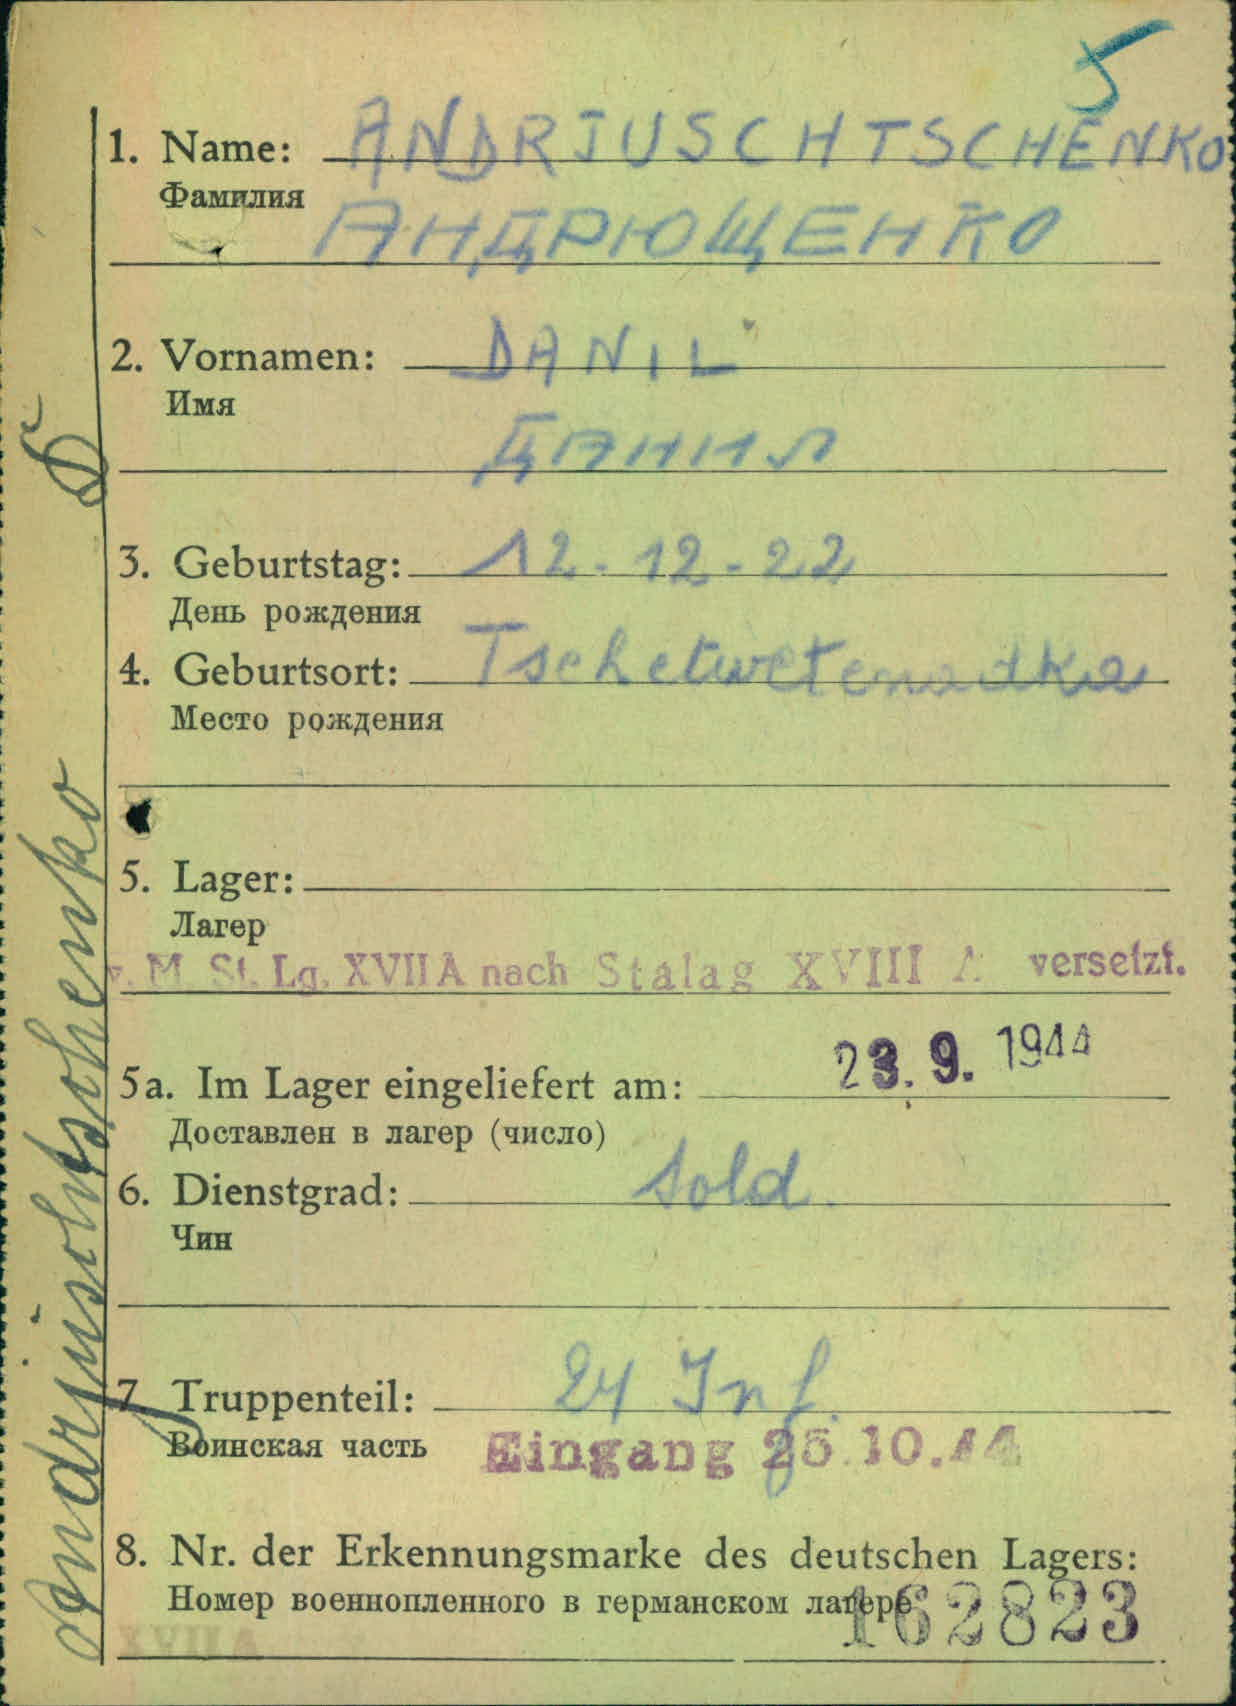 5
1. Name: ANDRJUSCHTSCHENKO
Фамилия
АНДРЮЩЕНКО
2. Vornamen: DANIL
Имя
ДАНИЛ
3. Geburtstag: 12.12.22
День рождения
4. Geburtsort:
Место рождения
5. Lager:
Лагер
v. M. St. Lg. XVII A nach Stalag XVIII A versetzt.
5a. Im Lager eingeliefert am: 23. 9. 1944
Доставлен в лагер (число)
6. Dienstgrad: Sold.
Чин
7. Truppenteil: 24 Inf.
Воинская часть
Eingang 25.10.44
8. Nr. der Erkennungsmarke des deutschen Lagers:
Номер военнопленного в германском лагере
XVII A 162823
Andrjuschtschenko D